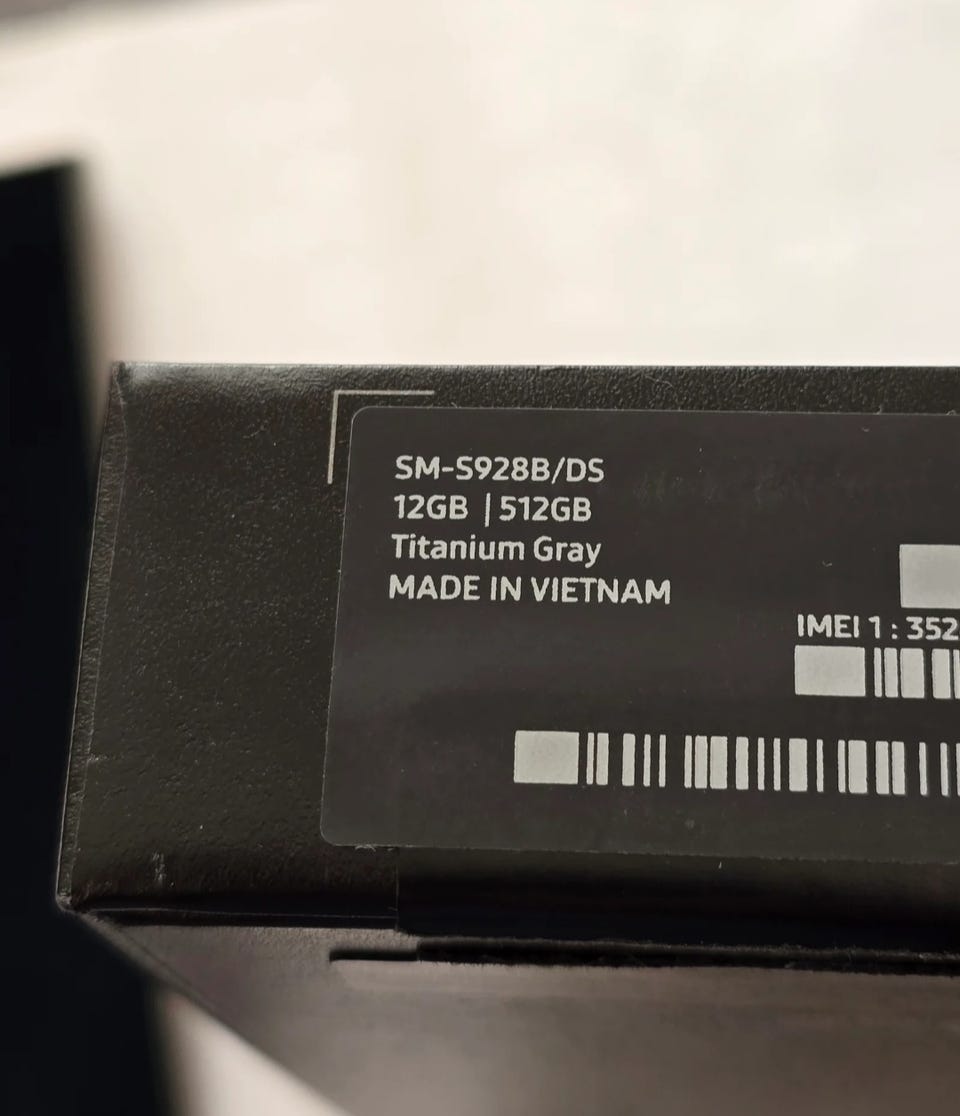 SM-S928B/DS
12GB | 512GB
Titanium Gray
MADE IN VIETNAM
IMEI 1 : 352